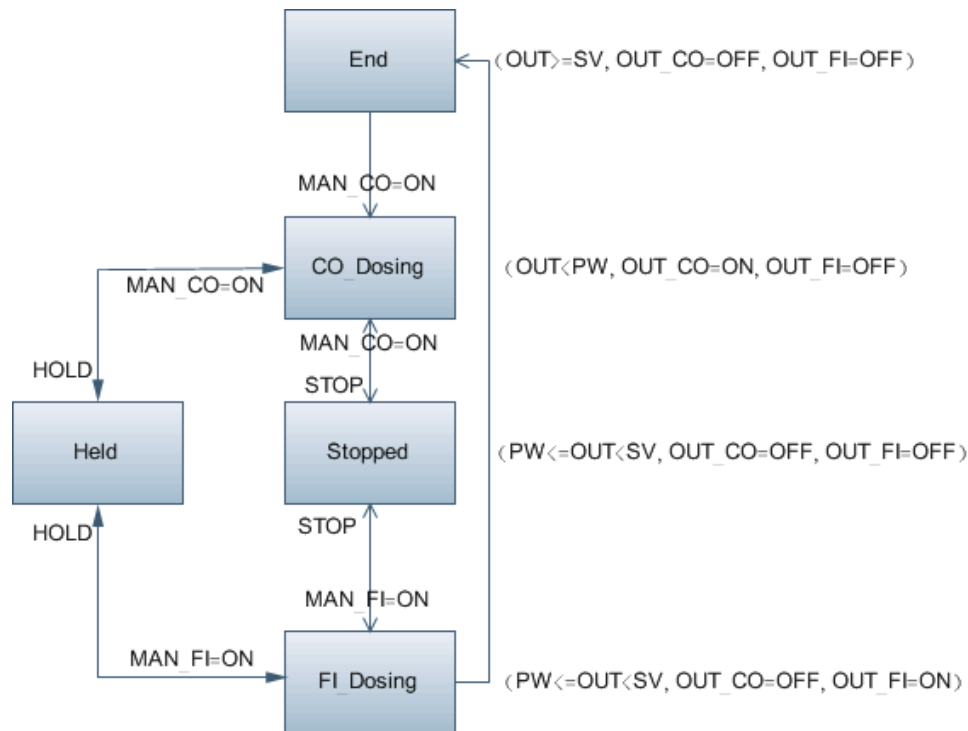 End
(OUT>=SV, OUT_CO=OFF, OUT_FI=OFF)
MAN_CO=ON
CO_Dosing
(OUT<PW, OUT_CO=ON, OUT_FI=OFF)
MAN_CO=ON
MAN_CO=ON
HOLD
STOP
Held
Stopped
(PW<=OUT<SV, OUT_CO=OFF, OUT_FI=OFF)
HOLD
STOP
MAN_FI=ON
MAN_FI=ON
FI_Dosing
(PW<=OUT<SV, OUT_CO=OFF, OUT_FI=ON)